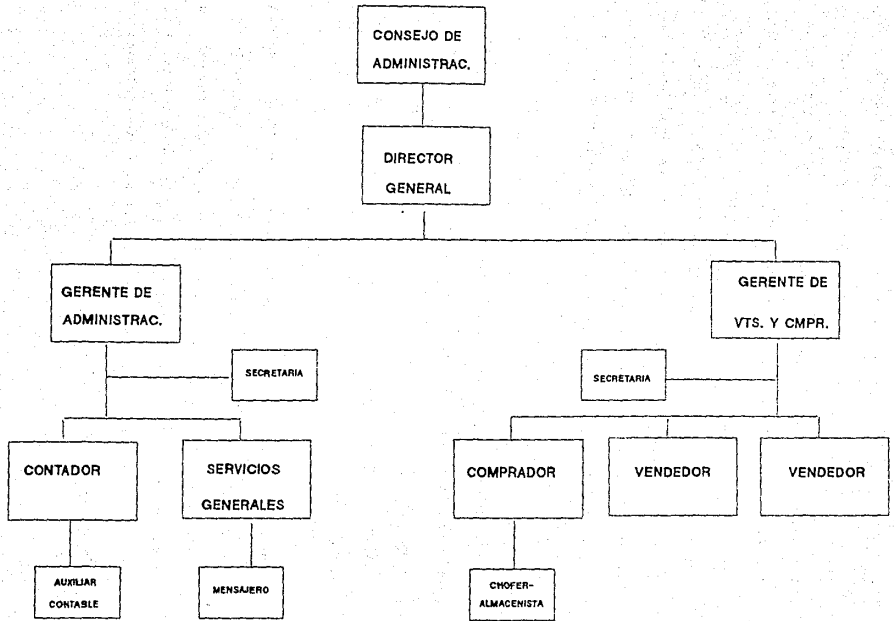 CONSEJO DE
ADMINISTRAC.
DIRECTOR
GENERAL
GERENTE DE
ADMINISTRAC.
GERENTE DE
VTS. Y CMPR.
SECRETARIA
SECRETARIA
CONTADOR
SERVICIOS
GENERALES
COMPRADOR
VENDEDOR
VENDEDOR
AUXILIAR
CONTABLE
MENSAJERO
CHOFER-
ALMACENISTA